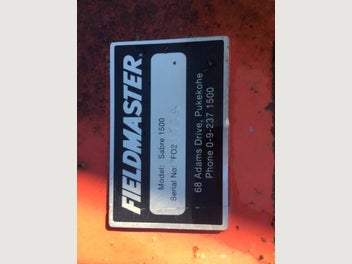 FIELDMASTER
Model: Sabre 1500
Serial No: FO2
68 Adams Drive, Pukekohe
Phone 0-9-237 1500